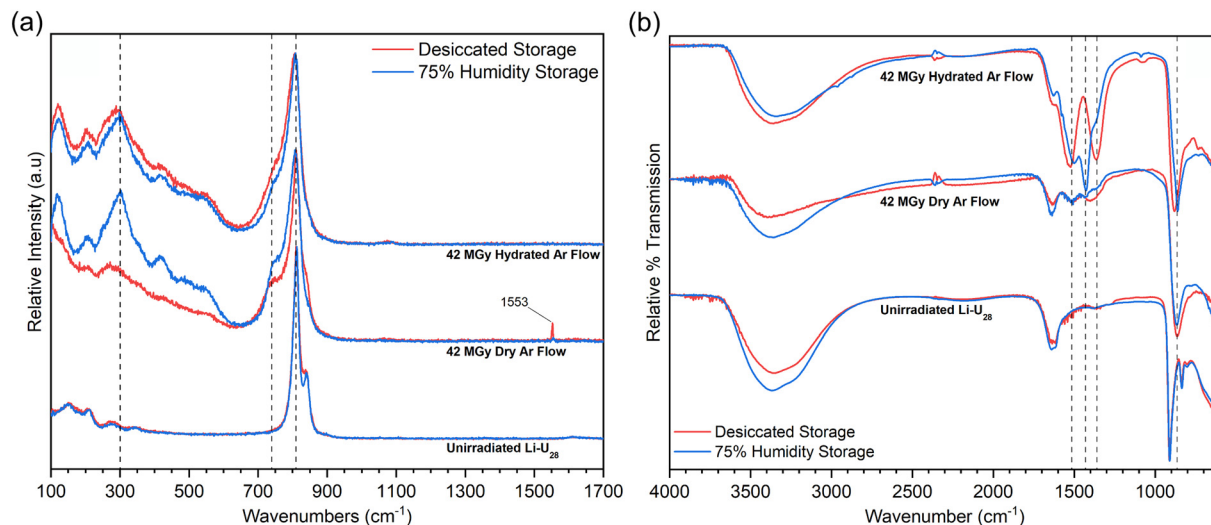 (a)
Desiccated Storage
75% Humidity Storage
42 MGy Hydrated Ar Flow
1553
42 MGy Dry Ar Flow
Unirradiated Li-U28
Relative Intensity (a.u)
100 300 500 700 900 1100 1300 1500 1700
Wavenumbers (cm-1)
(b)
42 MGy Hydrated Ar Flow
42 MGy Dry Ar Flow
Unirradiated Li-U28
Desiccated Storage
75% Humidity Storage
Relative % Transmission
4000 3500 3000 2500 2000 1500 1000
Wavenumber (cm-1)